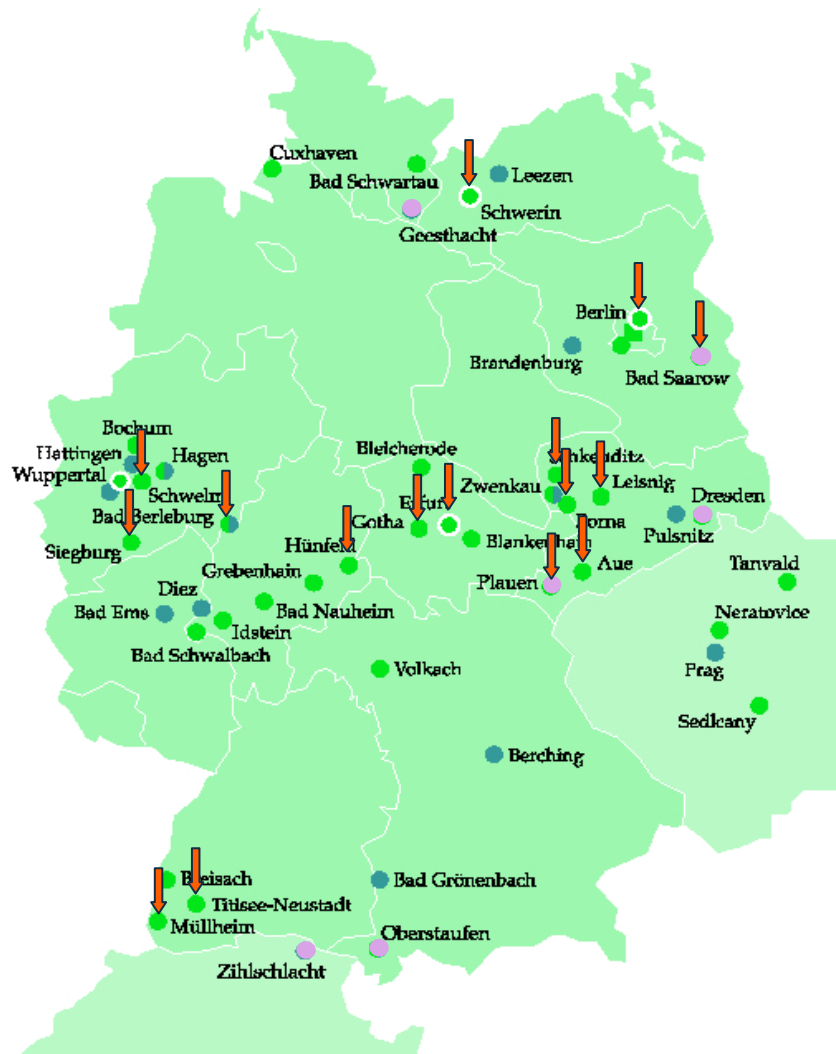 Cuxhaven
Bad Schwartau
Leezen
Schwerin
Geesthacht
Berlin
Brandenburg
Bad Saarow
Bochum
Hattingen
Hagen
Wuppertal
Schwelm
Bad Berleburg
Siegburg
Bleicherode
Gotha
Erfurt
Blankenhain
Zwenkau
Leisnig
Dresden
Pulsnitz
Hünfeld
Grebenhain
Plauen
Aue
Tanvald
Diez
Bad Ems
Bad Nauheim
Idstein
Bad Schwalbach
Neratovice
Prag
Volkach
Sedlcany
Berching
Breisach
Bad Grönenbach
Titisee-Neustadt
Müllheim
Oberstaufen
Zihlschlacht